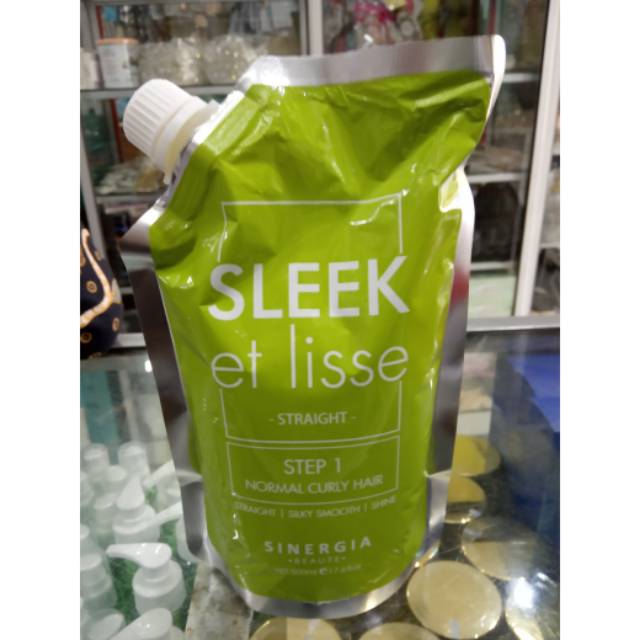 SLEEK
et lisse
- STRAIGHT -
STEP 1
NORMAL CURLY HAIR
STRAIGHT | SILKY SMOOTH | SHINE
SINERGIA
• BEAUTE •